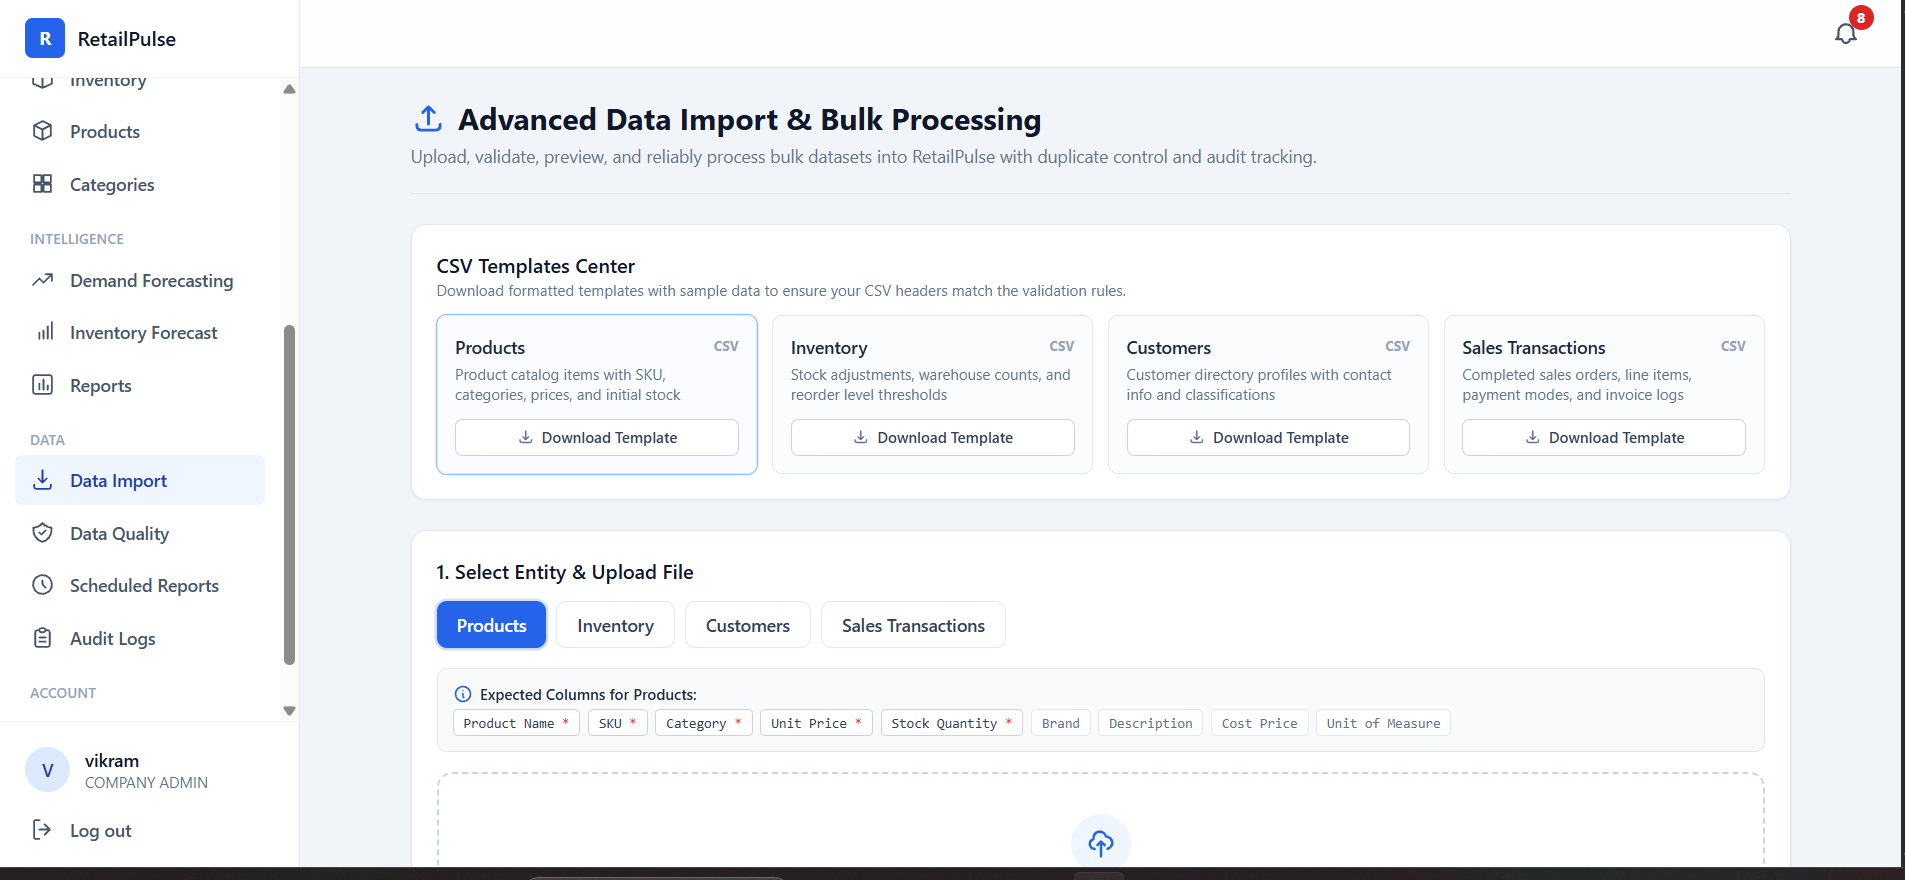 R RetailPulse
8
Inventory
Products
Categories
INTELLIGENCE
Demand Forecasting
Inventory Forecast
Reports
DATA
Data Import
Data Quality
Scheduled Reports
Audit Logs
ACCOUNT
V
vikram
COMPANY ADMIN
Log out
Advanced Data Import & Bulk Processing
Upload, validate, preview, and reliably process bulk datasets into RetailPulse with duplicate control and audit tracking.
CSV Templates Center
Download formatted templates with sample data to ensure your CSV headers match the validation rules.
Products CSV
Product catalog items with SKU,
categories, prices, and initial stock
Download Template
Inventory CSV
Stock adjustments, warehouse counts, and
reorder level thresholds
Download Template
Customers CSV
Customer directory profiles with contact
info and classifications
Download Template
Sales Transactions CSV
Completed sales orders, line items,
payment modes, and invoice logs
Download Template
1. Select Entity & Upload File
Products Inventory Customers Sales Transactions
Expected Columns for Products:
Product Name * SKU * Category * Unit Price * Stock Quantity * Brand Description Cost Price Unit of Measure